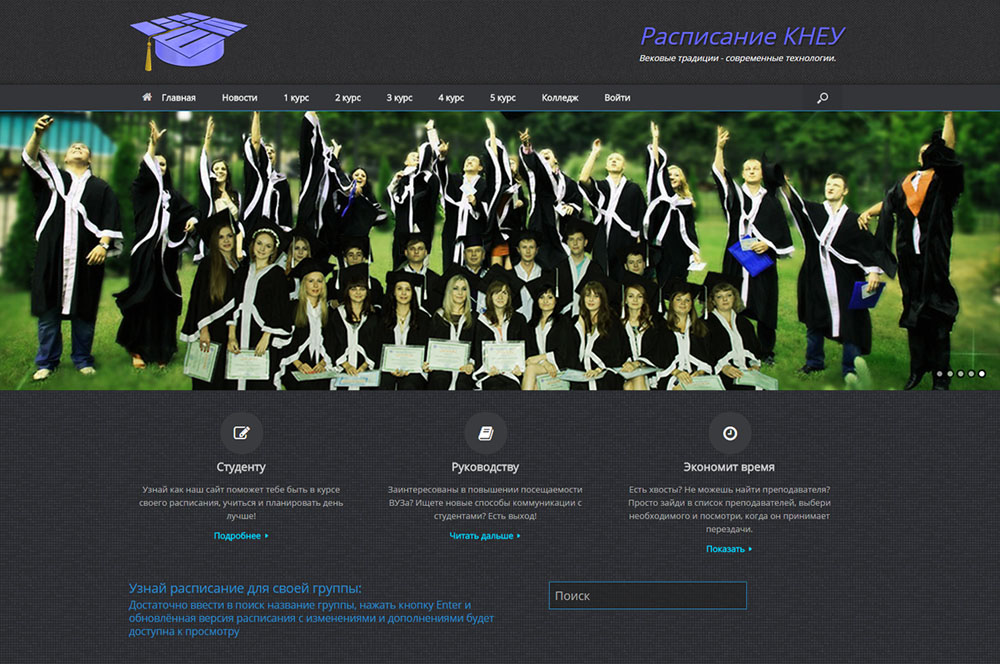 Расписание КНЕУ
Вековые традиции - современные технологии.
Главная Новости 1 курс 2 курс 3 курс 4 курс 5 курс Колледж Войти
Студенту
Узнай как наш сайт поможет тебе быть в курсе
своего расписания, учиться и планировать день
лучше!
Подробнее
Руководству
Заинтересованы в повышении посещаемости
ВУЗа? Ищете новые способы коммуникации с
студентами? Есть выход!
Читать дальше
Экономит время
Есть хвосты? Не можешь найти преподавателя?
Просто зайди в список преподавателей, выбери
необходимого и посмотри, когда он принимает
перездачи.
Показать
Узнай расписание для своей группы:
Достаточно ввести в поиск название группы, нажать кнопку Enter и
обновлённая версия расписания с изменениями и дополнениями будет
доступна к просмотру
Поиск